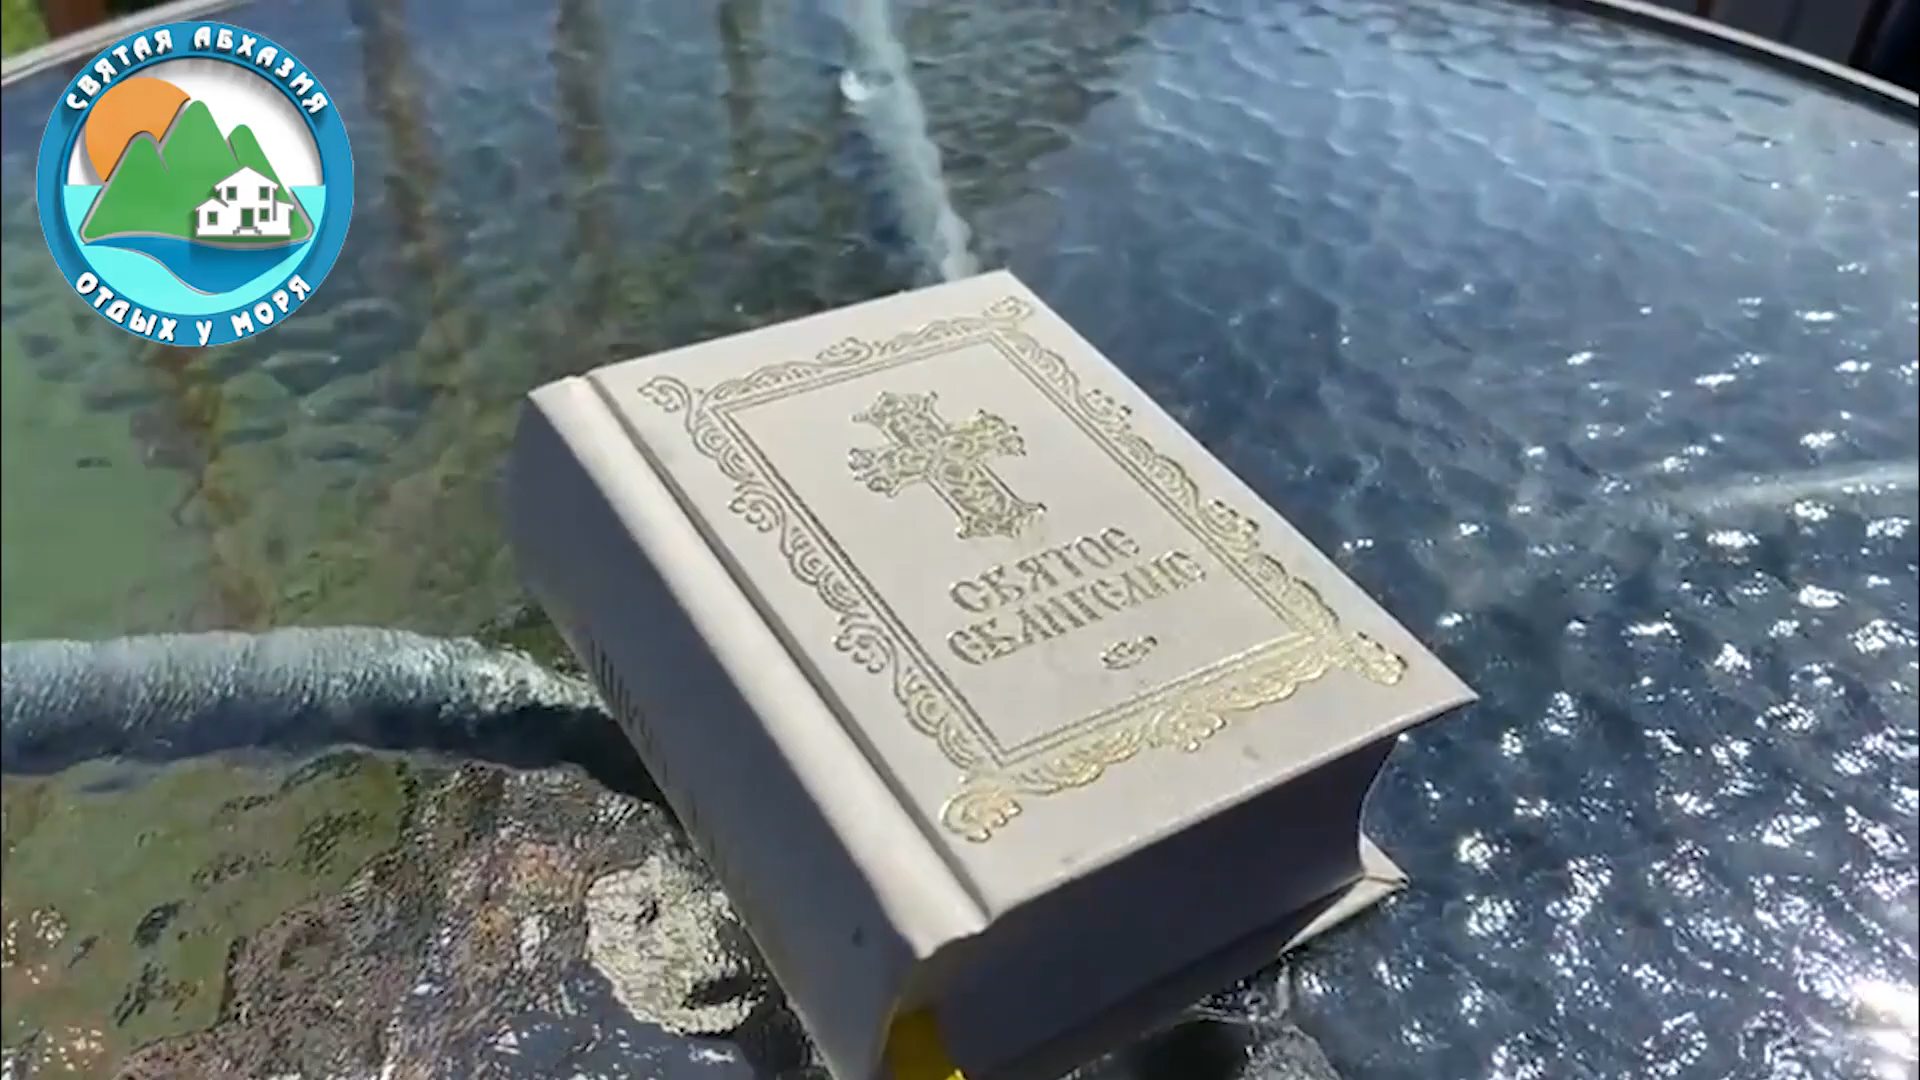 СВЯТАЯ АБХАЗИЯ
ОТДЫХ У МОРЯ
СВЯТОЕ
ЕВАНГЕЛИЕ